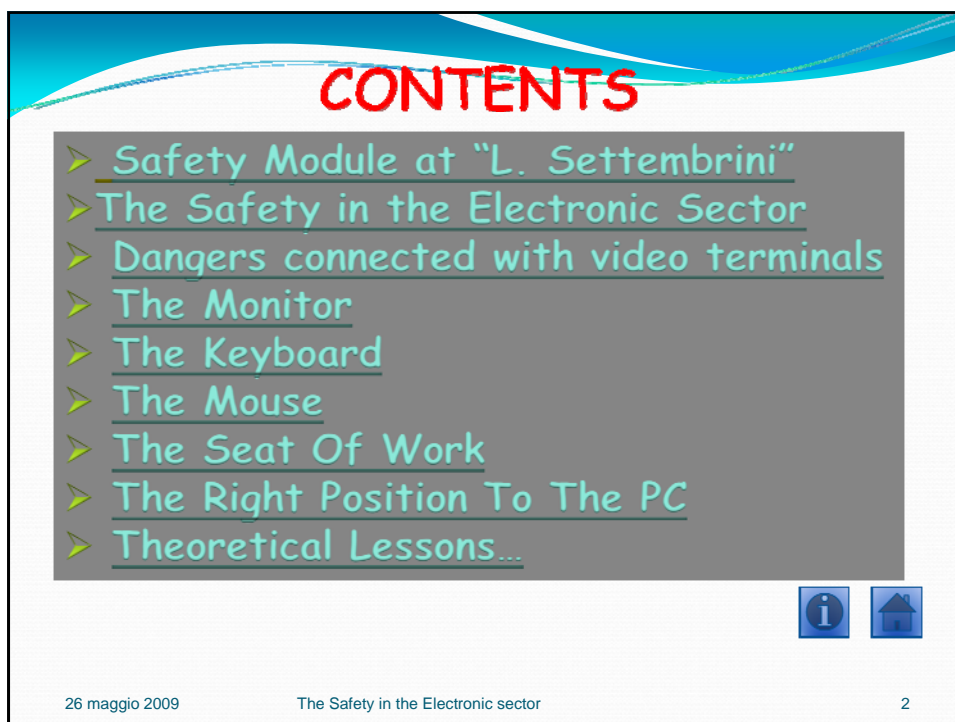 CONTENTS
Safety Module at “L. Settembrini”
The Safety in the Electronic Sector
Dangers connected with video terminals
The Monitor
The Keyboard
The Mouse
The Seat Of Work
The Right Position To The PC
Theoretical Lessons…
26 maggio 2009 The Safety in the Electronic sector 2